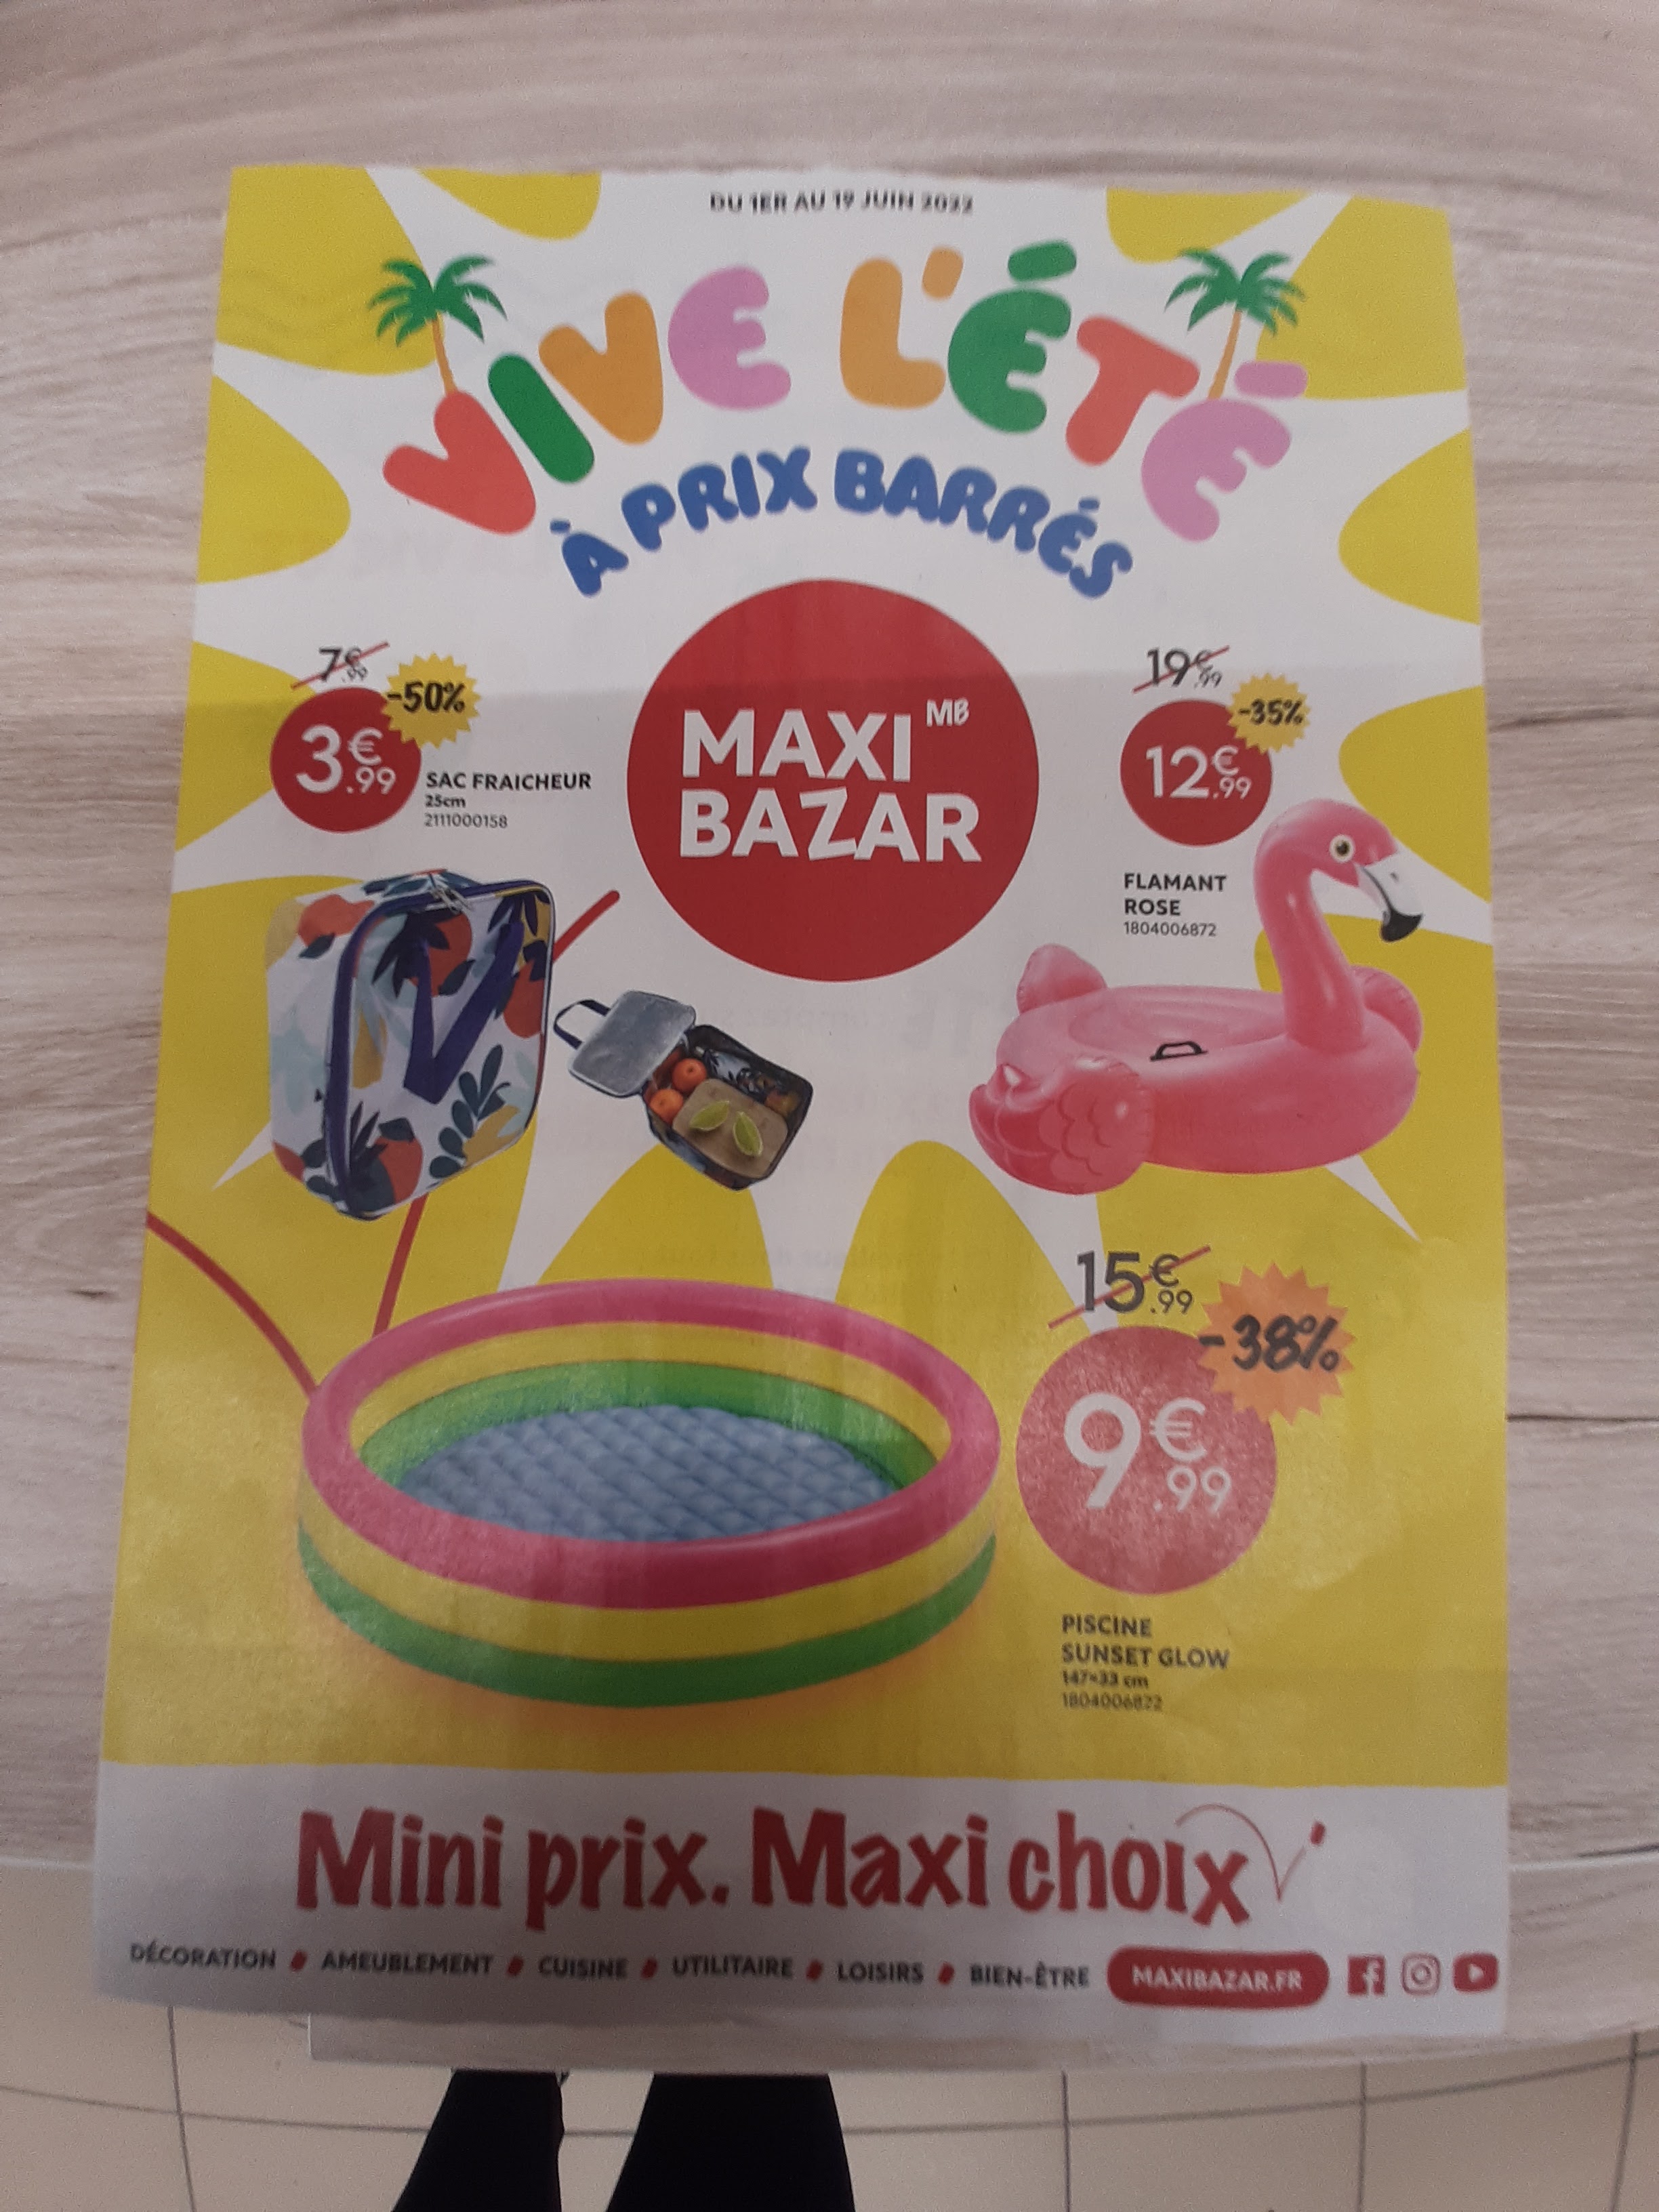 DU 1ER AU 19 JUIN 2022
VIVE L'ÉTÉ
À PRIX BARRÉS
7€.99
-50%
3€.99
SAC FRAICHEUR
25cm
2111000158
MAXI MB
BAZAR
19€.99
-35%
12€.99
FLAMANT
ROSE
1804006872
15€.99
-38%
9€.99
PISCINE
SUNSET GLOW
147×33 cm
1804006822
Mini prix. Maxi choix
DÉCORATION AMEUBLEMENT CUISINE UTILITAIRE LOISIRS BIEN-ÊTRE MAXIBAZAR.FR